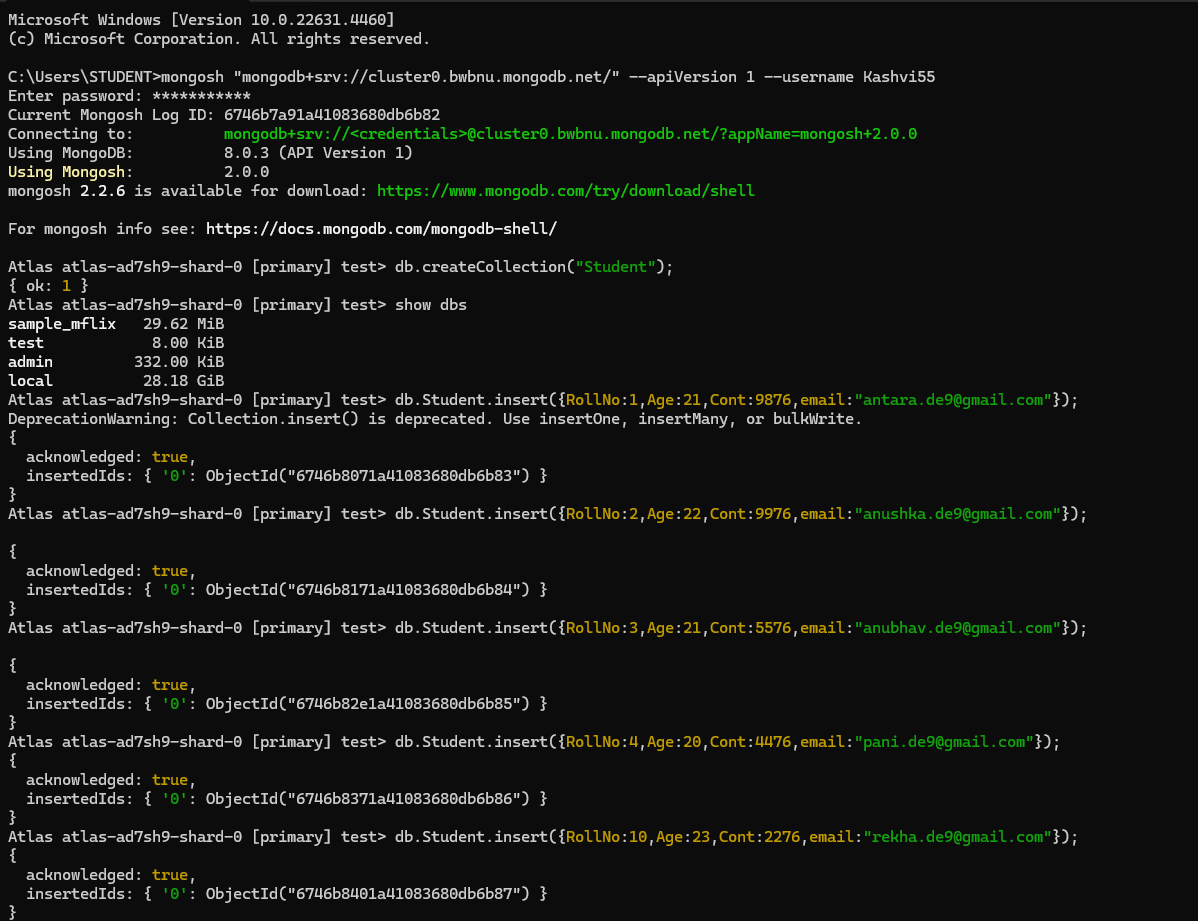 Microsoft Windows [Version 10.0.22631.4460]
(c) Microsoft Corporation. All rights reserved.
C:\Users\STUDENT>mongosh "mongodb+srv://cluster0.bwbnu.mongodb.net/" --apiVersion 1 --username Kashvi55
Enter password: ***********
Current Mongosh Log ID: 6746b7a91a41083680db6b82
Connecting to:          mongodb+srv://<credentials>@cluster0.bwbnu.mongodb.net/?appName=mongosh+2.0.0
Using MongoDB:          8.0.3 (API Version 1)
Using Mongosh:          2.0.0
mongosh 2.2.6 is available for download: https://www.mongodb.com/try/download/shell
For mongosh info see: https://docs.mongodb.com/mongodb-shell/
Atlas atlas-ad7sh9-shard-0 [primary] test> db.createCollection("Student");
{ ok: 1 }
Atlas atlas-ad7sh9-shard-0 [primary] test> show dbs
sample_mflix   29.62 MiB
test            8.00 KiB
admin         332.00 KiB
local          28.18 GiB
Atlas atlas-ad7sh9-shard-0 [primary] test> db.Student.insert({RollNo:1,Age:21,Cont:9876,email:"antara.de9@gmail.com"});
DeprecationWarning: Collection.insert() is deprecated. Use insertOne, insertMany, or bulkWrite.
{
  acknowledged: true,
  insertedIds: { '0': ObjectId("6746b8071a41083680db6b83") }
}
Atlas atlas-ad7sh9-shard-0 [primary] test> db.Student.insert({RollNo:2,Age:22,Cont:9976,email:"anushka.de9@gmail.com"});
{
  acknowledged: true,
  insertedIds: { '0': ObjectId("6746b8171a41083680db6b84") }
}
Atlas atlas-ad7sh9-shard-0 [primary] test> db.Student.insert({RollNo:3,Age:21,Cont:5576,email:"anubhav.de9@gmail.com"});
{
  acknowledged: true,
  insertedIds: { '0': ObjectId("6746b82e1a41083680db6b85") }
}
Atlas atlas-ad7sh9-shard-0 [primary] test> db.Student.insert({RollNo:4,Age:20,Cont:4476,email:"pani.de9@gmail.com"});
{
  acknowledged: true,
  insertedIds: { '0': ObjectId("6746b8371a41083680db6b86") }
}
Atlas atlas-ad7sh9-shard-0 [primary] test> db.Student.insert({RollNo:10,Age:23,Cont:2276,email:"rekha.de9@gmail.com"});
{
  acknowledged: true,
  insertedIds: { '0': ObjectId("6746b8401a41083680db6b87") }
}